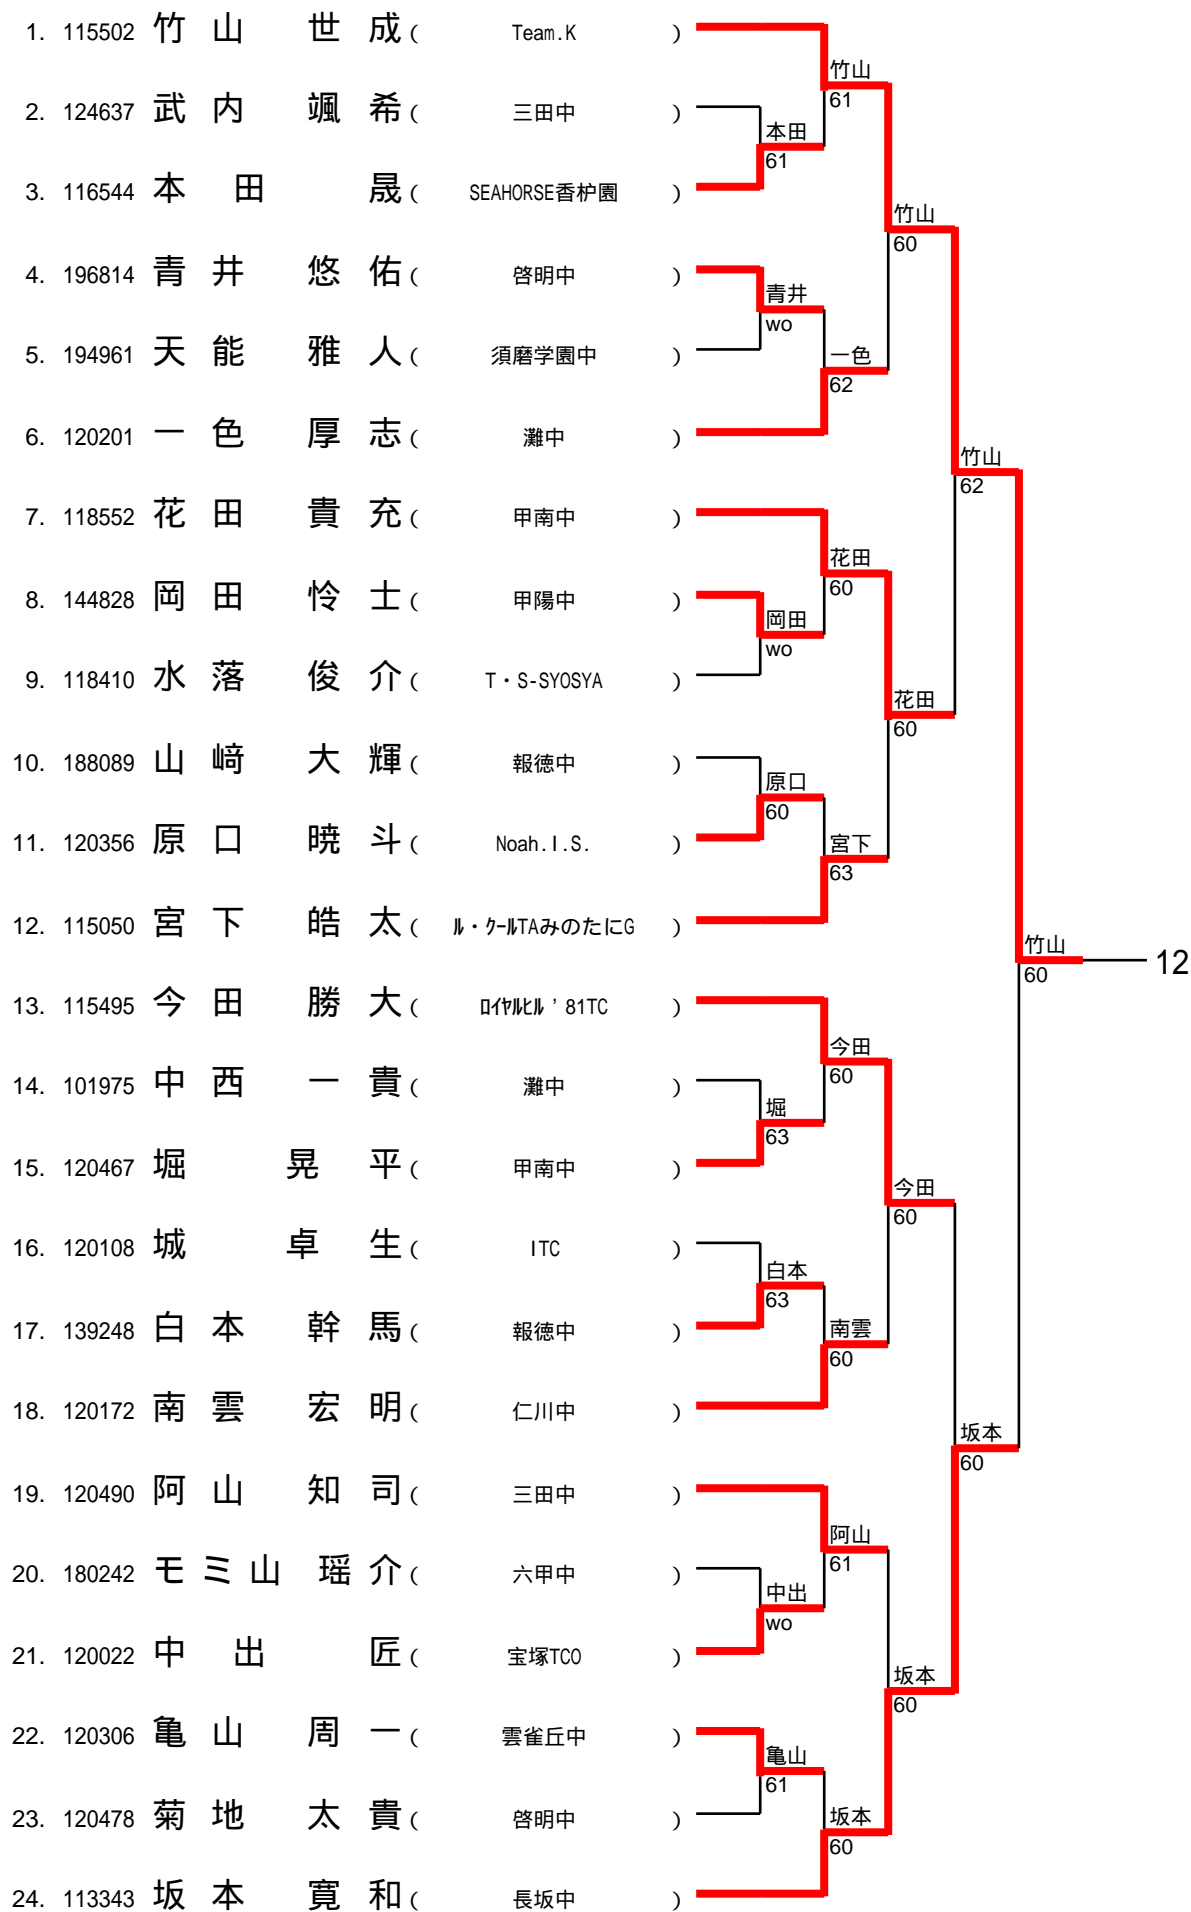 1. 115502 竹山 世成 ( Team.K )
竹山
61
2. 124637 武内 颯希 ( 三田中 )
本田
61
3. 116544 本田 晟 ( SEAHORSE香枦園 )
竹山
60
4. 196814 青井 悠佑 ( 啓明中 )
青井
wo
5. 194961 天能 雅人 ( 須磨学園中 )
一色
62
6. 120201 一色 厚志 ( 灘中 )
竹山
62
7. 118552 花田 貴充 ( 甲南中 )
花田
60
8. 144828 岡田 怜士 ( 甲陽中 )
岡田
wo
9. 118410 水落 俊介 ( T・S-SYOSYA )
花田
60
10. 188089 山﨑 大輝 ( 報徳中 )
原口
60
11. 120356 原口 暁斗 ( Noah.I.S. )
宮下
63
12. 115050 宮下 皓太 ( ﾙ・ｸｰﾙTAみのたにG )
竹山
60
12
13. 115495 今田 勝大 ( ﾛｲﾔﾙﾋﾙ'81TC )
今田
60
14. 101975 中西 一貴 ( 灘中 )
堀
63
15. 120467 堀 晃平 ( 甲南中 )
今田
60
16. 120108 城 卓生 ( ITC )
白本
63
17. 139248 白本 幹馬 ( 報徳中 )
南雲
60
18. 120172 南雲 宏明 ( 仁川中 )
坂本
60
19. 120490 阿山 知司 ( 三田中 )
阿山
61
20. 180242 モミ山 瑶介 ( 六甲中 )
中出
wo
21. 120022 中出 匠 ( 宝塚TCO )
坂本
60
22. 120306 亀山 周一 ( 雲雀丘中 )
亀山
61
23. 120478 菊地 太貴 ( 啓明中 )
坂本
60
24. 113343 坂本 寛和 ( 長坂中 )